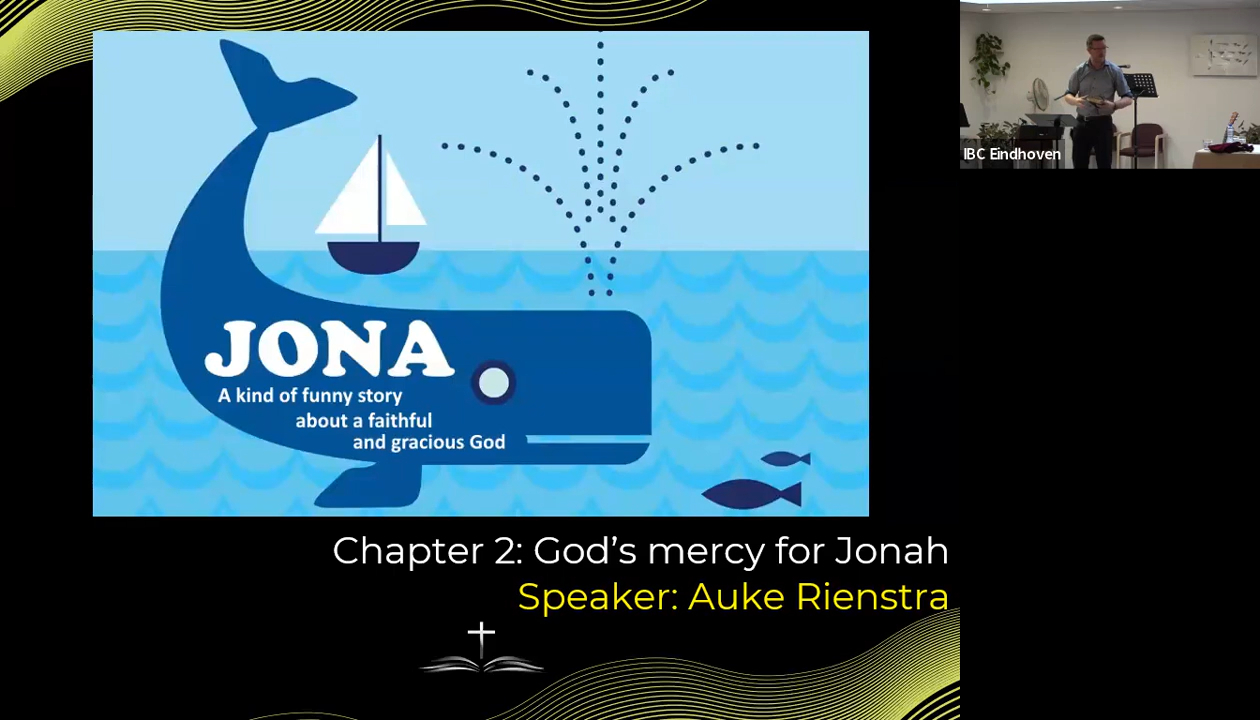 JONA
A kind of funny story
about a faithful
and gracious God
Chapter 2: God's mercy for Jonah
Speaker: Auke Rienstra
IBC Eindhoven